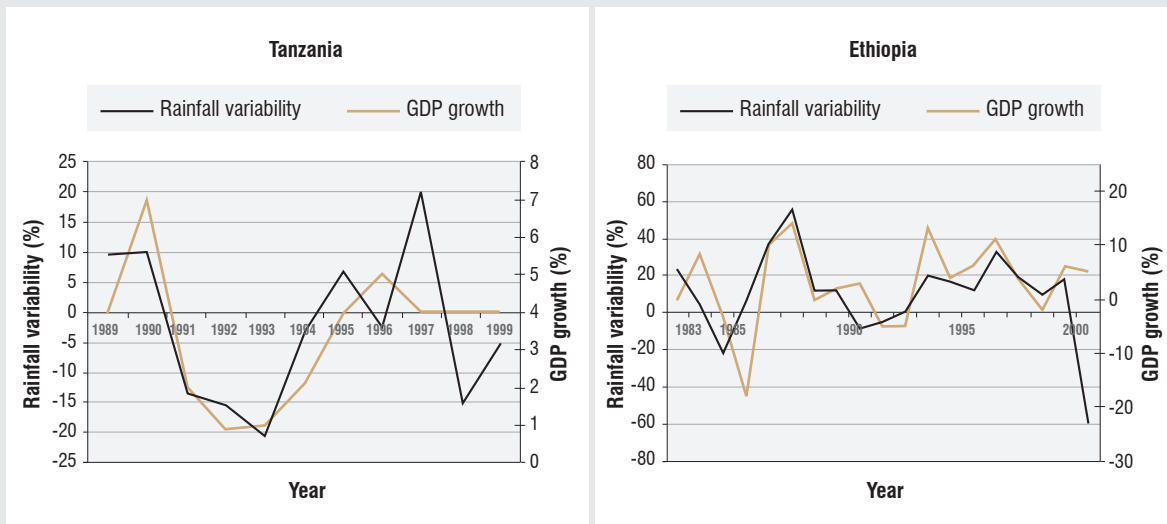 Tanzania
Rainfall variability GDP growth
25
20
15
10
5
0
-5
-10
-15
-20
-25
Rainfall variability (%)
8
7
6
5
4
3
2
1
0
GDP growth (%)
1989 1990 1991 1992 1993 1994 1995 1996 1997 1998 1999
Year
Ethiopia
Rainfall variability GDP growth
80
60
40
20
0
-20
-40
-60
-80
Rainfall variability (%)
20
10
0
-10
-20
-30
GDP growth (%)
1983 1985 1990 1995 2000
Year